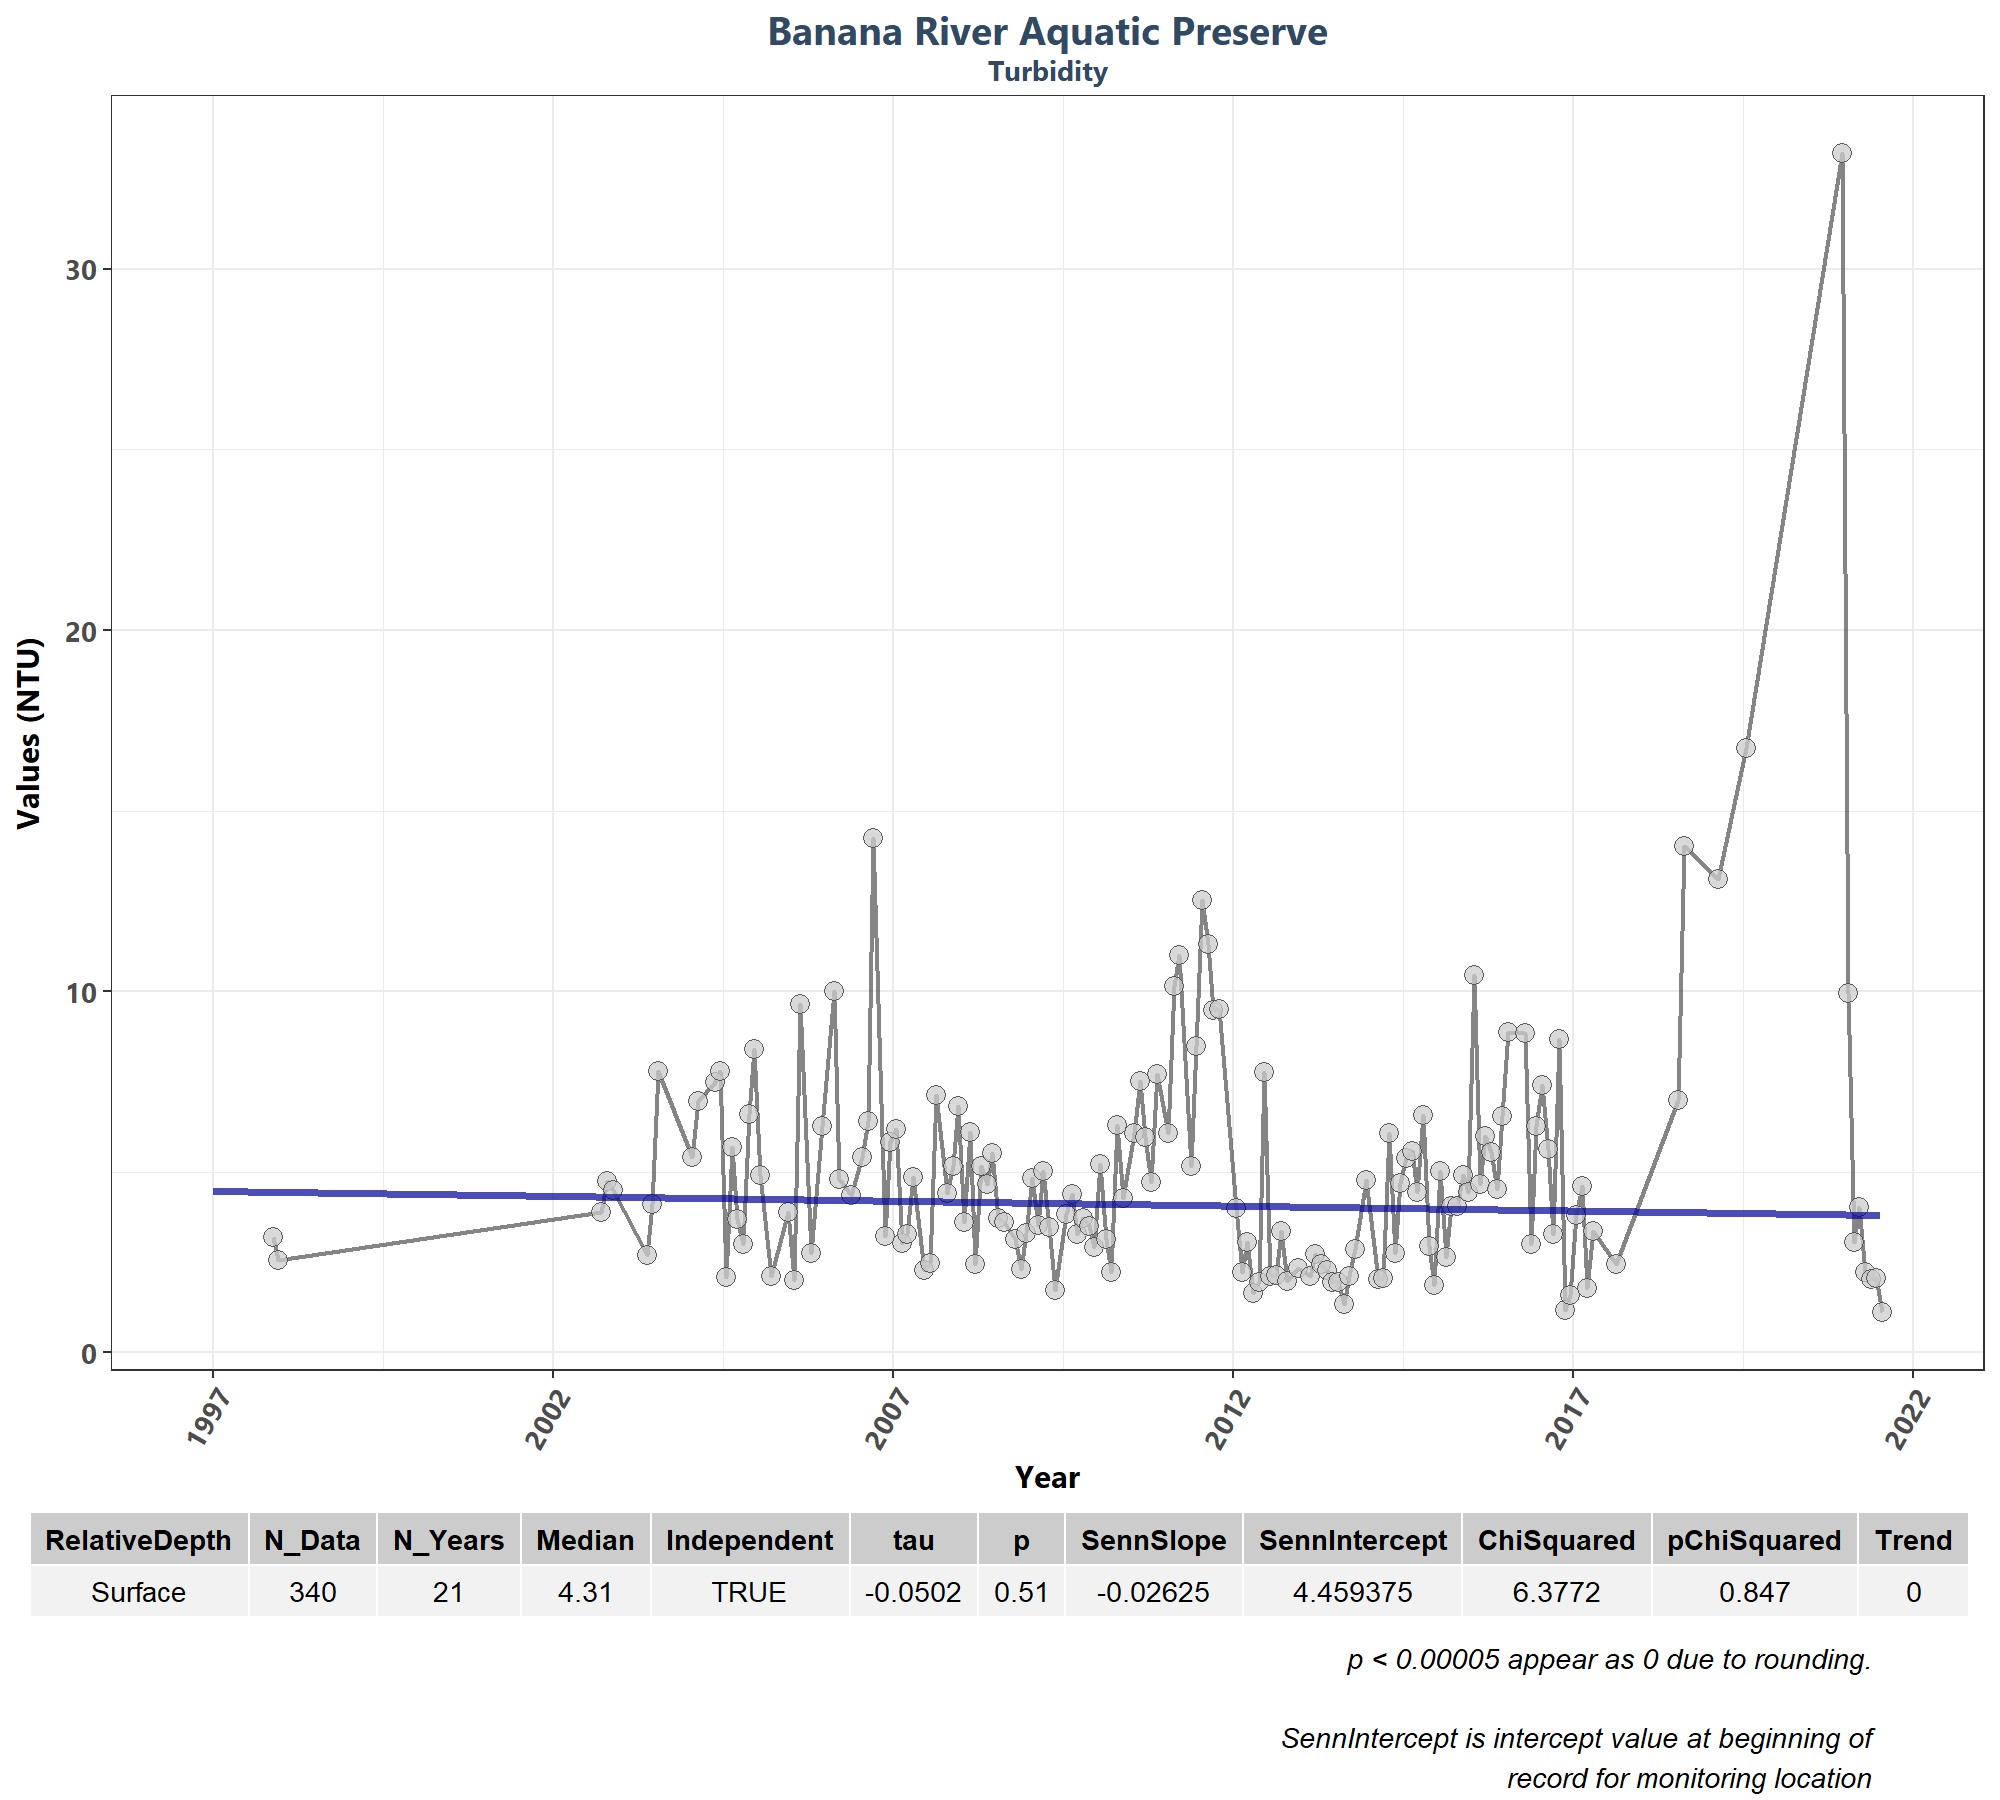 Banana River Aquatic Preserve
Turbidity
Values (NTU)
30
20
10
0
1997
2002
2007
2012
2017
2022
Year
RelativeDepth N_Data N_Years Median Independent tau p SennSlope SennIntercept ChiSquared pChiSquared Trend
Surface 340 21 4.31 TRUE -0.0502 0.51 -0.02625 4.459375 6.3772 0.847 0
p < 0.00005 appear as 0 due to rounding.
SennIntercept is intercept value at beginning of
record for monitoring location